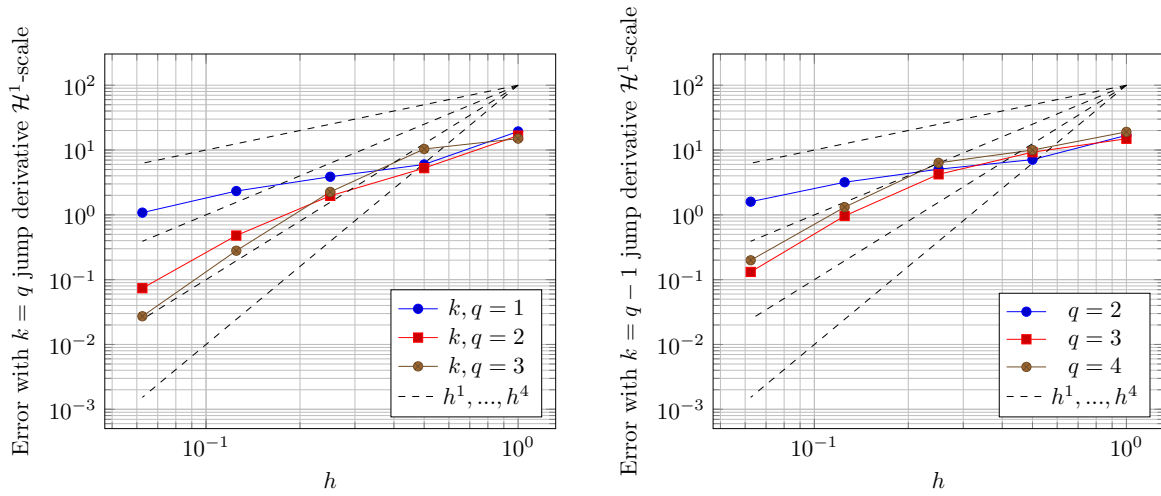 Error with k = q jump derivative ℋ¹-scale
10²
10¹
10⁰
10⁻¹
10⁻²
10⁻³
10⁻¹
10⁰
h
k, q = 1
k, q = 2
k, q = 3
h¹, ..., h⁴
Error with k = q − 1 jump derivative ℋ¹-scale
10²
10¹
10⁰
10⁻¹
10⁻²
10⁻³
10⁻¹
10⁰
h
q = 2
q = 3
q = 4
h¹, ..., h⁴